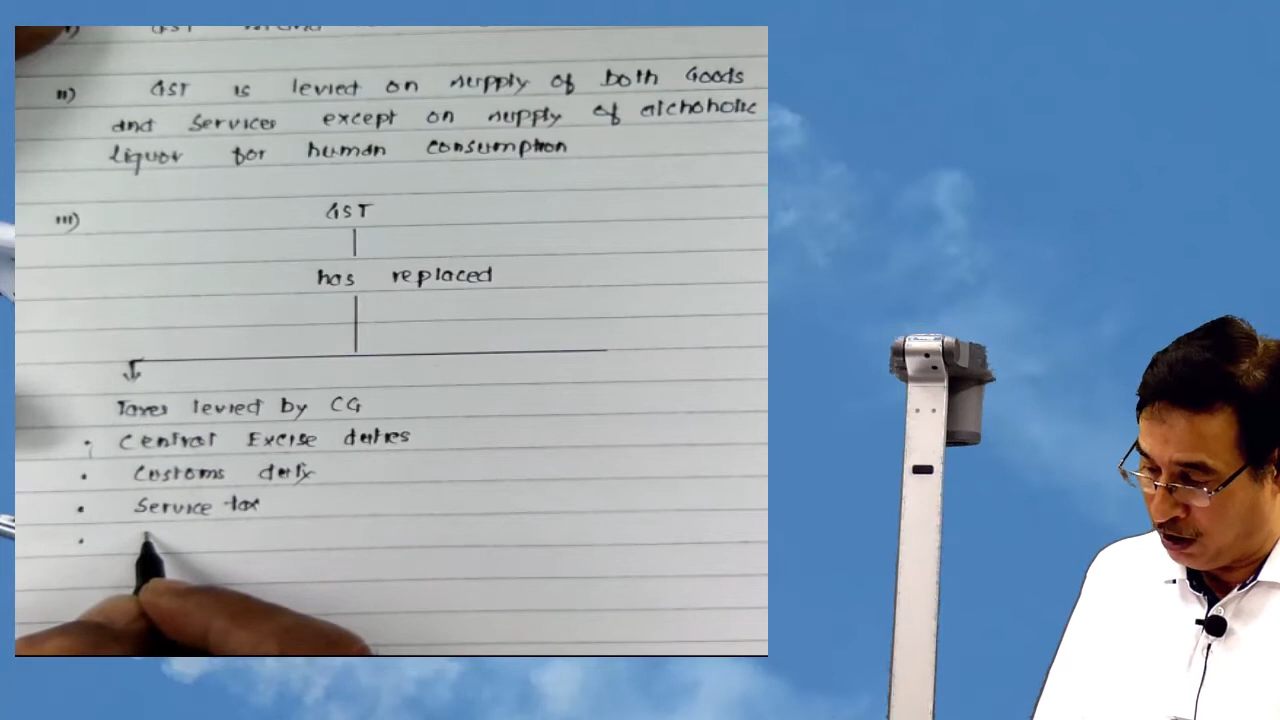 GST
ii) GST is levied on supply of both Goods
and Services except on supply of alchoholic
liquor for human consumption
iii) GST
has replaced
Taxes levied by CG
• Central Excise duties
• Customs duty
• Service tax
•